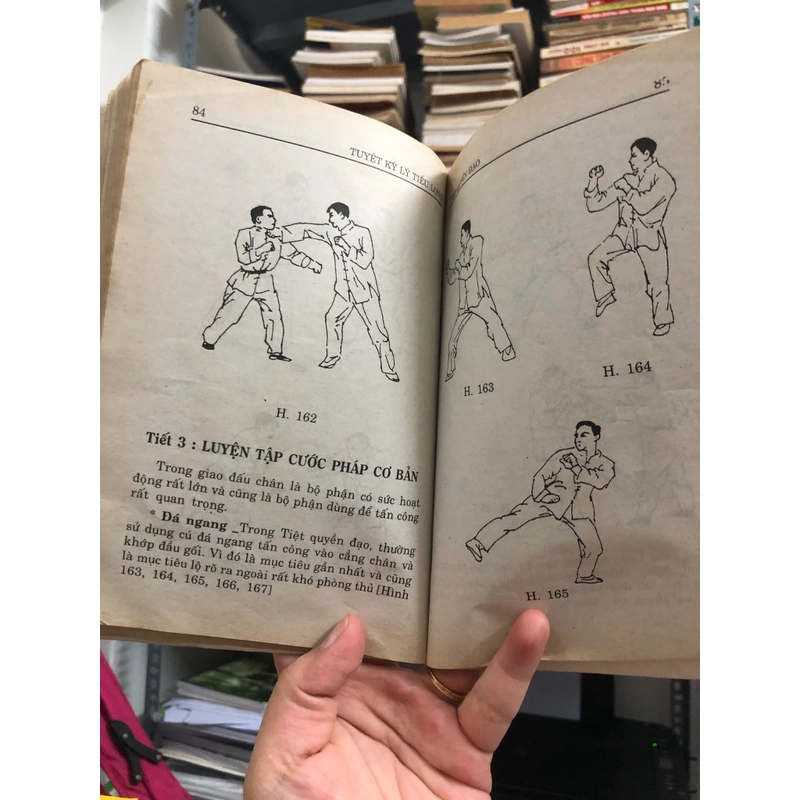 84
TUYỆT KỸ LÝ TIỂU
H. 162
Tiết 3 : LUYỆN TẬP CƯỚC PHÁP CƠ BẢN
Trong giao đấu chân là bộ phận có sức hoạt
động rất lớn và cũng là bộ phận dùng để tấn công
rất quan trọng.
* Đá ngang _Trong Tiệt quyền đạo, thường
sử dụng cú đá ngang tấn công vào cẳng chân và
khớp đầu gối. Vì đó là mục tiêu gần nhất và cũng
là mục tiêu lộ rõ ra ngoài rất khó phòng thủ [Hình
163, 164, 165, 166, 167]
ĐẠO
H. 163
H. 164
H. 165